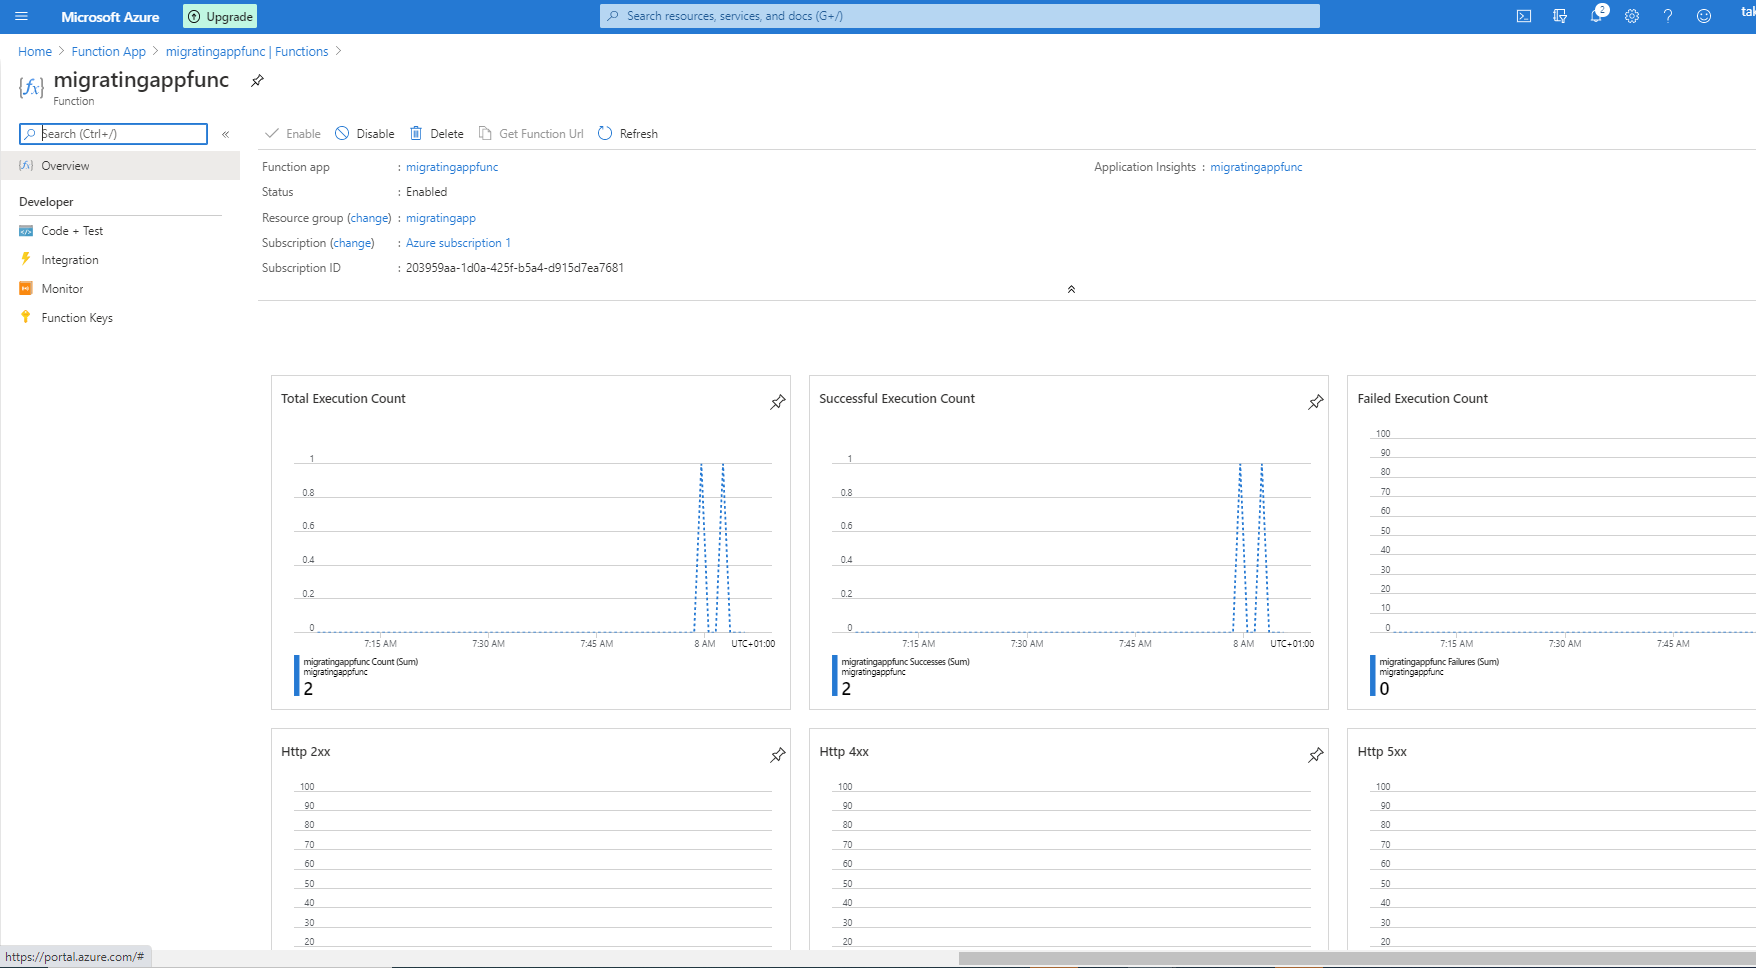 Microsoft Azure
Upgrade
Search resources, services, and docs (G+/)
2
Home > Function App > migratingappfunc | Functions >
migratingappfunc
Function
Search (Ctrl+/)
«
Enable
Disable
Delete
Get Function Url
Refresh
Overview
Developer
Code + Test
Integration
Monitor
Function Keys
Function app : migratingappfunc
Application Insights : migratingappfunc
Status : Enabled
Resource group (change) : migratingapp
Subscription (change) : Azure subscription 1
Subscription ID : 203959aa-1d0a-425f-b5a4-d915d7ea7681
Total Execution Count
1
0.8
0.6
0.4
0.2
0
7:15 AM 7:30 AM 7:45 AM 8 AM UTC+01:00
migratingappfunc Count (Sum)
migratingappfunc
2
Successful Execution Count
1
0.8
0.6
0.4
0.2
0
7:15 AM 7:30 AM 7:45 AM 8 AM UTC+01:00
migratingappfunc Successes (Sum)
migratingappfunc
2
Failed Execution Count
100
90
80
70
60
50
40
30
20
10
0
7:15 AM 7:30 AM 7:45 AM
migratingappfunc Failures (Sum)
migratingappfunc
0
Http 2xx
100
90
80
70
60
50
40
30
20
Http 4xx
100
90
80
70
60
50
40
30
20
Http 5xx
100
90
80
70
60
50
40
30
20
https://portal.azure.com/#